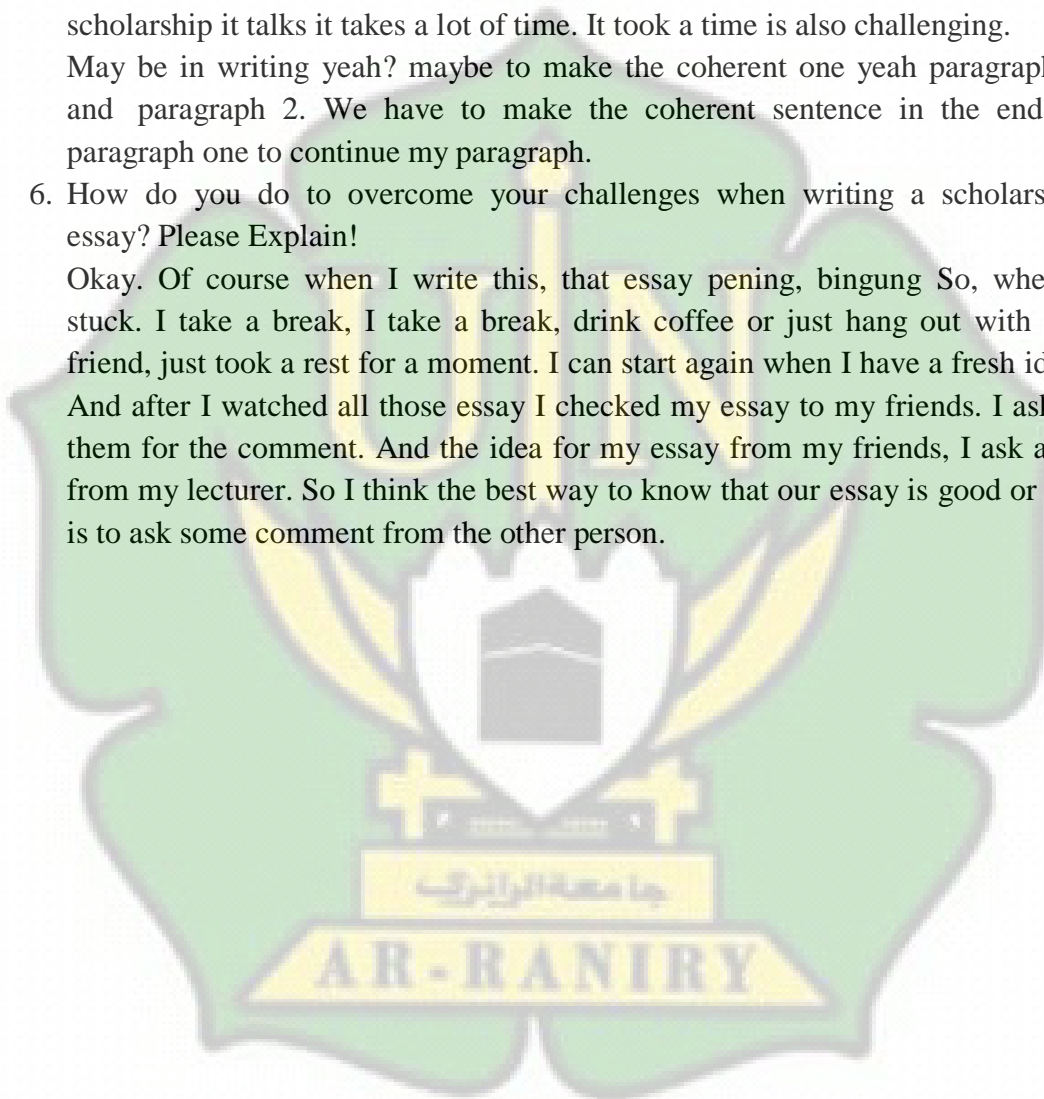 scholarship it talks it takes a lot of time. It took a time is also challenging.
May be in writing yeah? maybe to make the coherent one yeah paragraph
and paragraph 2. We have to make the coherent sentence in the end
paragraph one to continue my paragraph.
6. How do you do to overcome your challenges when writing a scholars
essay? Please Explain!
Okay. Of course when I write this, that essay pening, bingung So, whe
stuck. I take a break, I take a break, drink coffee or just hang out with
friend, just took a rest for a moment. I can start again when I have a fresh id
And after I watched all those essay I checked my essay to my friends. I ask
them for the comment. And the idea for my essay from my friends, I ask a
from my lecturer. So I think the best way to know that our essay is good or
is to ask some comment from the other person.
UIN
جامعة الرانري
AR-RANIRY